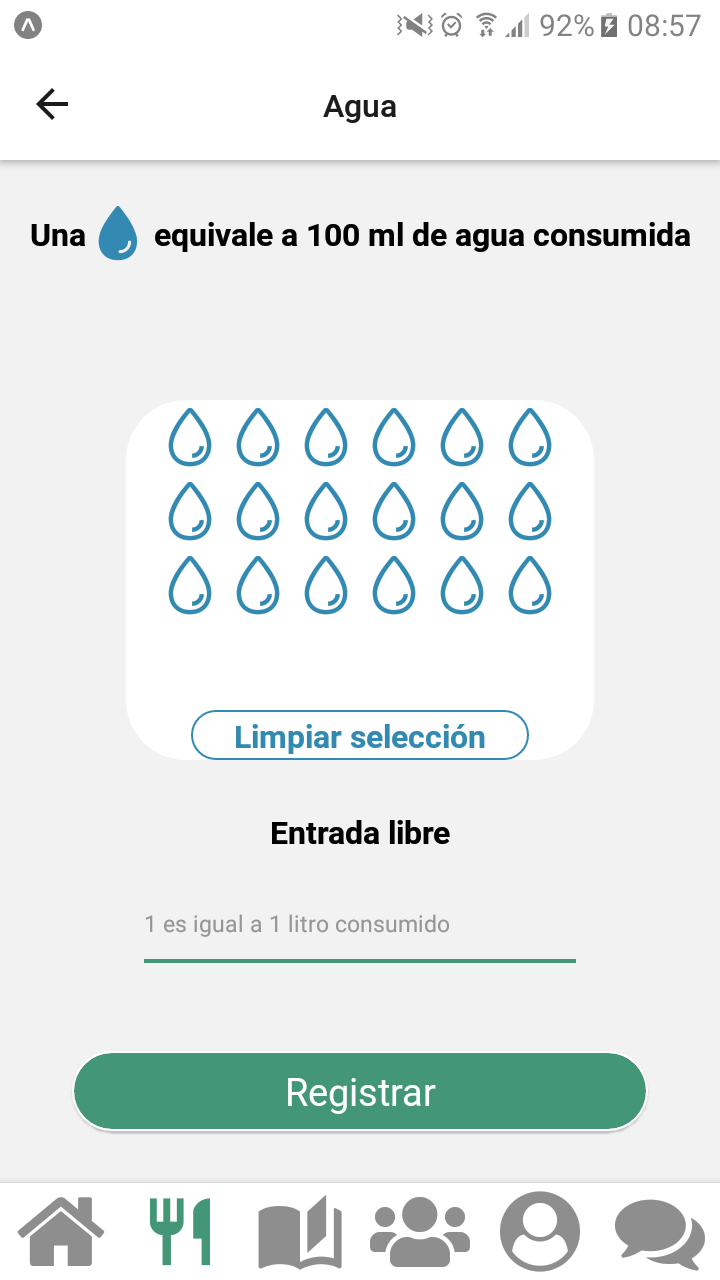 92% 08:57
Agua
Una equivale a 100 ml de agua consumida
Limpiar selección
Entrada libre
1 es igual a 1 litro consumido
Registrar